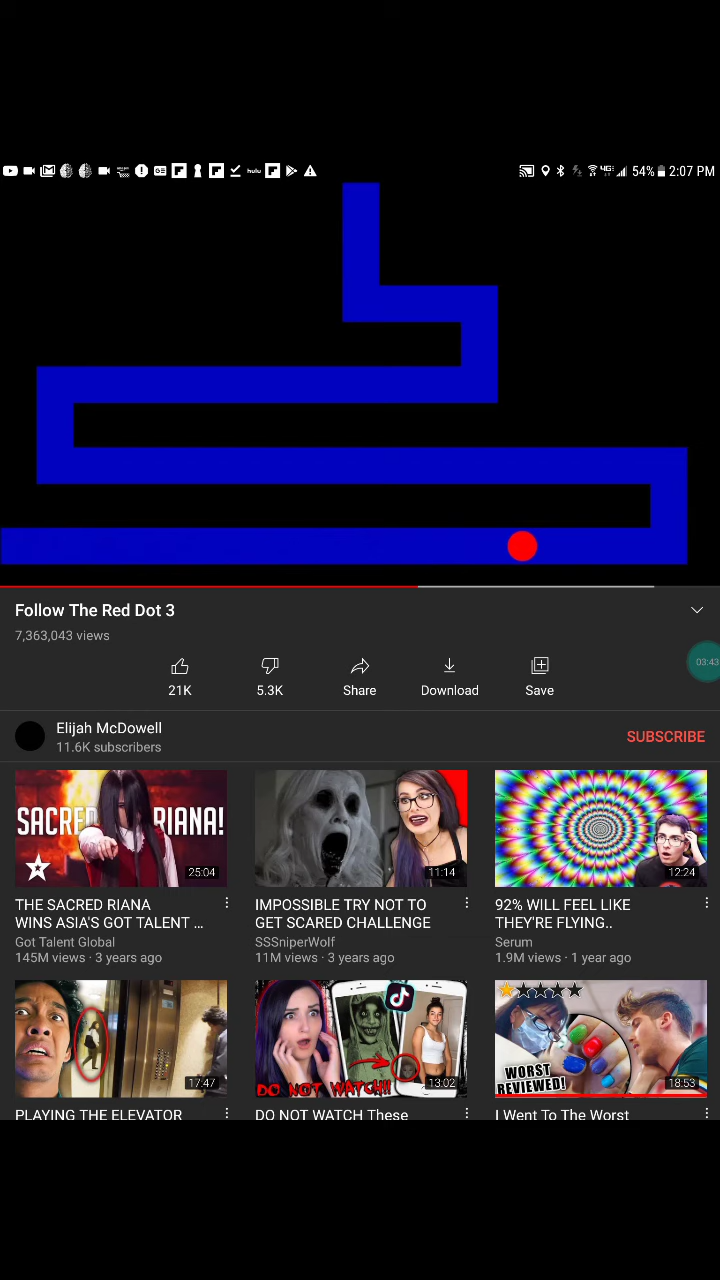 hulu 4G 54% 2:07 PM
Follow The Red Dot 3
7,363,043 views
03:43
21K 5.3K Share Download Save
Elijah McDowell
11.6K subscribers
SUBSCRIBE
SACRED RIANA!
25:04
11:14
12:24
THE SACRED RIANA
WINS ASIA'S GOT TALENT ...
Got Talent Global
145M views · 3 years ago
IMPOSSIBLE TRY NOT TO
GET SCARED CHALLENGE
SSSniperWolf
11M views · 3 years ago
92% WILL FEEL LIKE
THEY'RE FLYING..
Serum
1.9M views · 1 year ago
17:47
DO NOT WATCH!!
13:02
WORST
REVIEWED!
18:53
PLAYING THE ELEVATOR
DO NOT WATCH These
I Went To The Worst